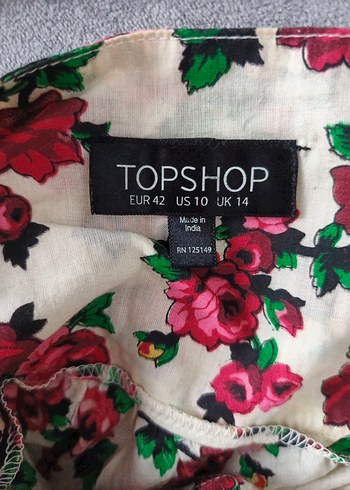 TOPSHOP
EUR 42 US 10 UK 14
Made in
India
RN 125149